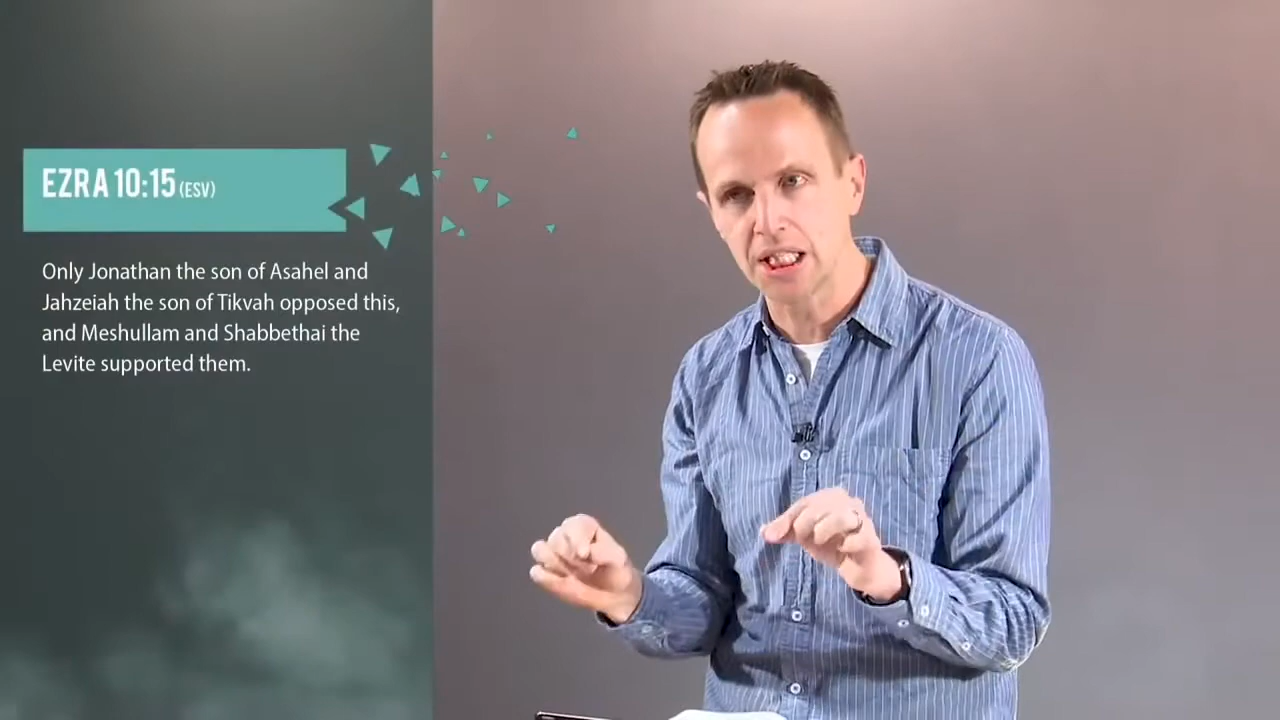 EZRA 10:15 (ESV)
Only Jonathan the son of Asahel and
Jahzeiah the son of Tikvah opposed this,
and Meshullam and Shabbethai the
Levite supported them.